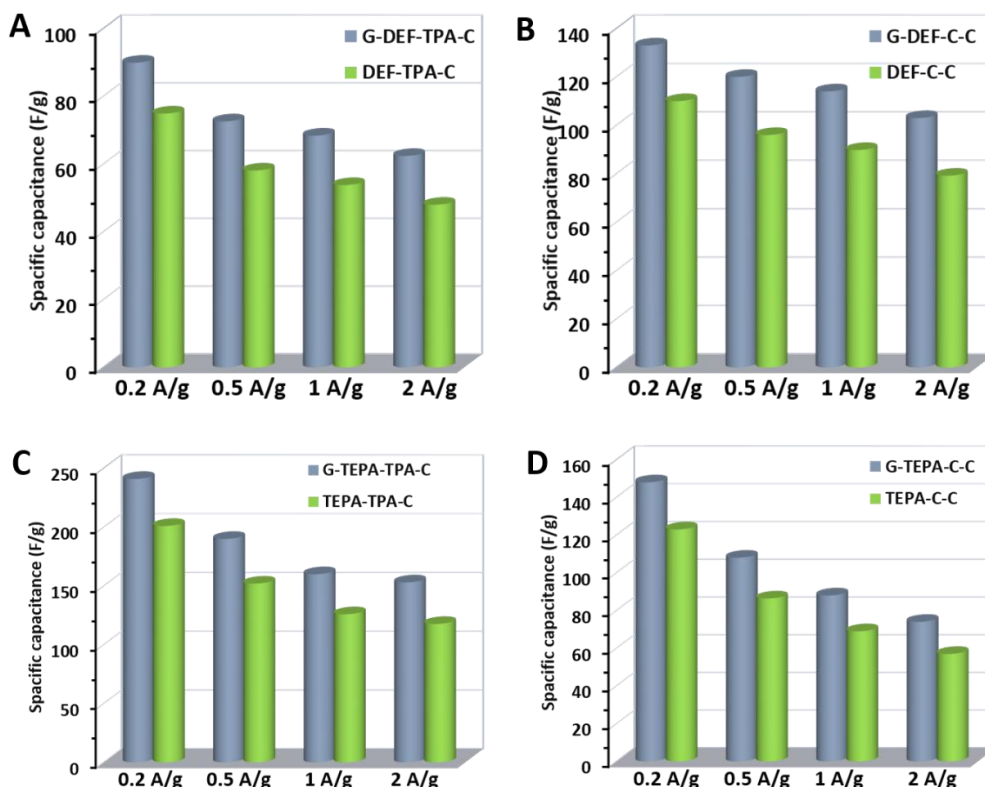 A
Spacific capacitance (F/g)
100
80
60
40
20
0
G-DEF-TPA-C
DEF-TPA-C
0.2 A/g 0.5 A/g 1 A/g 2 A/g
B
Spacific capacitance (F/g)
140
120
100
80
60
40
20
0
G-DEF-C-C
DEF-C-C
0.2 A/g 0.5 A/g 1 A/g 2 A/g
C
Spacific capacitance (F/g)
250
200
150
100
50
0
G-TEPA-TPA-C
TEPA-TPA-C
0.2 A/g 0.5 A/g 1 A/g 2 A/g
D
Spacific capacitance (F/g)
160
140
120
100
80
60
40
20
0
G-TEPA-C-C
TEPA-C-C
0.2 A/g 0.5 A/g 1 A/g 2 A/g